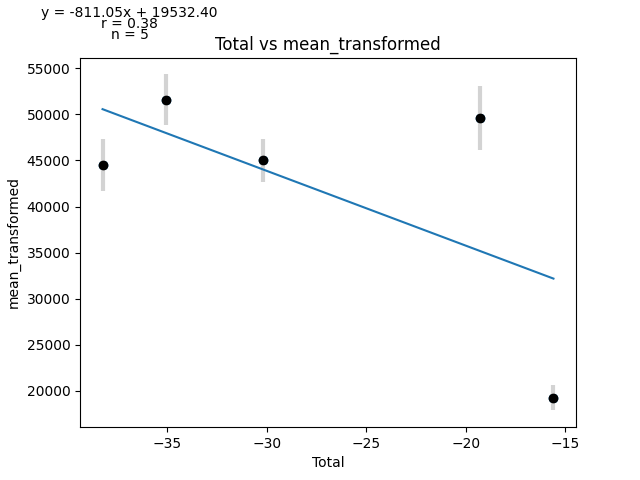 y = -811.05x + 19532.40
r = 0.38
n = 5
Total vs mean_transformed
55000
50000
45000
40000
35000
30000
25000
20000
mean_transformed
−35
−30
−25
−20
−15
Total